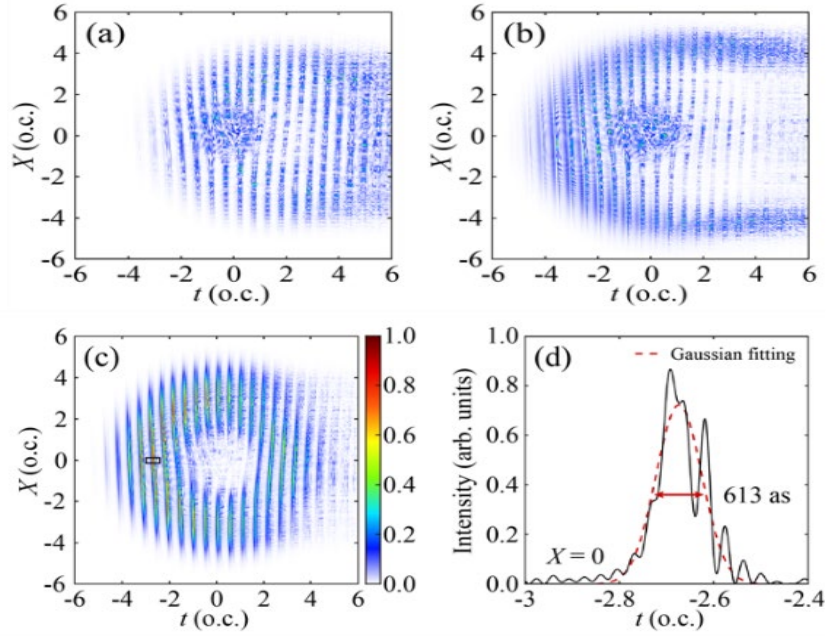 (a)
6
4
2
0
-2
-4
-6
X (o.c.)
-6 -4 -2 0 2 4 6
t (o.c.)
(b)
6
4
2
0
-2
-4
-6
X (o.c.)
-6 -4 -2 0 2 4 6
t (o.c.)
(c)
6
4
2
0
-2
-4
-6
X (o.c.)
-6 -4 -2 0 2 4 6
t (o.c.)
1.0
0.8
0.6
0.4
0.2
0.0
(d)
Gaussian fitting
1.0
0.8
0.6
0.4
0.2
0.0
Intensity (arb. units)
613 as
X = 0
-3 -2.8 -2.6 -2.4
t (o.c.)